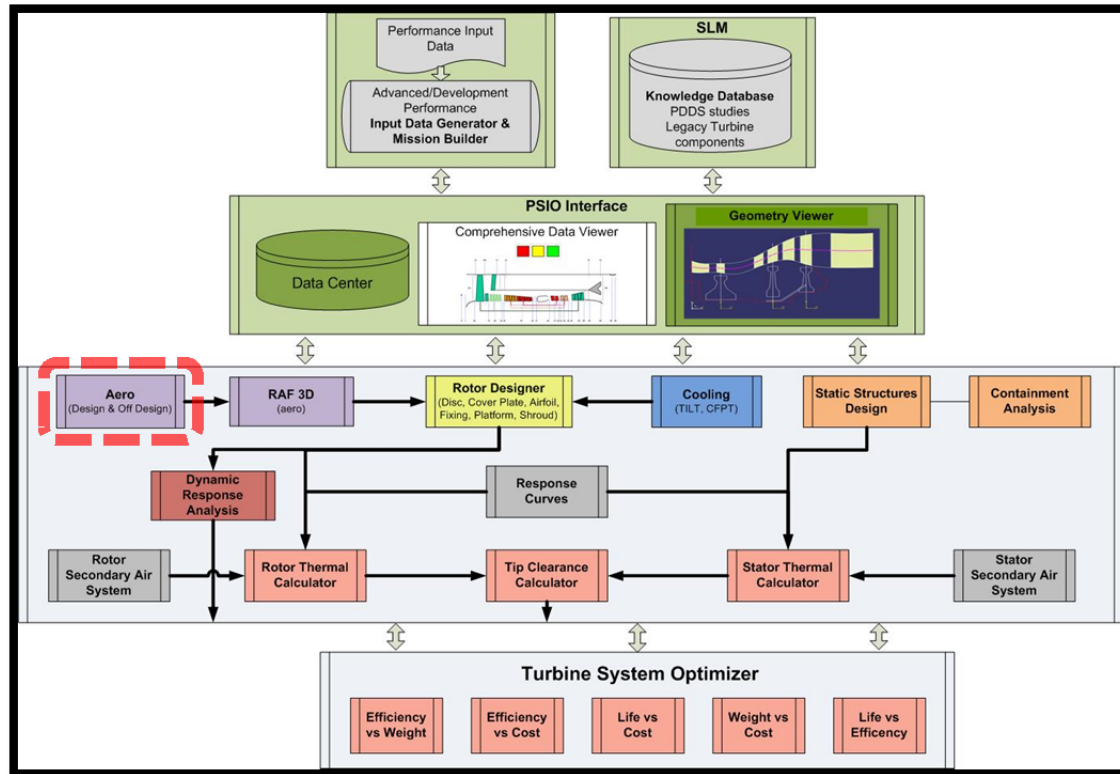 Performance Input
Data
Advanced/Development
Performance
Input Data Generator &
Mission Builder
SLM
Knowledge Database
PDDS studies
Legacy Turbine
components
PSIO Interface
Data Center
Comprehensive Data Viewer
Geometry Viewer
Aero
(Design & Off Design)
RAF 3D
(aero)
Rotor Designer
(Disc, Cover Plate, Airfoil,
Fixing, Platform, Shroud)
Cooling
(TILT, CFPT)
Static Structures
Design
Containment
Analysis
Dynamic
Response
Analysis
Response
Curves
Rotor
Secondary Air
System
Rotor Thermal
Calculator
Tip Clearance
Calculator
Stator Thermal
Calculator
Stator
Secondary Air
System
Turbine System Optimizer
Efficiency
vs Weight
Efficiency
vs Cost
Life vs
Cost
Weight vs
Cost
Life vs
Efficency